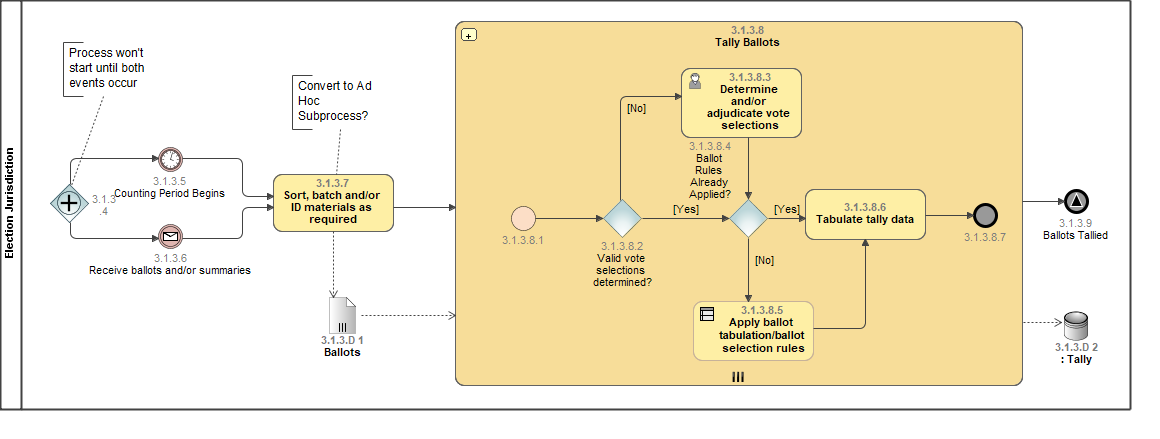 Election Jurisdiction
Process won't
start until both
events occur
3.1.3
.4
3.1.3.5
Counting Period Begins
3.1.3.6
Receive ballots and/or summaries
Convert to Ad
Hoc
Subprocess?
3.1.3.7
Sort, batch and/or
ID materials as
required
3.1.3.D 1
Ballots
3.1.3.8
Tally Ballots
3.1.3.8.1
3.1.3.8.2
Valid vote
selections
determined?
[No]
[Yes]
3.1.3.8.3
Determine
and/or
adjudicate vote
selections
3.1.3.8.4
Ballot
Rules
Already
Applied?
[Yes]
[No]
3.1.3.8.5
Apply ballot
tabulation/ballot
selection rules
3.1.3.8.6
Tabulate tally data
3.1.3.8.7
3.1.3.9
Ballots Tallied
3.1.3.D 2
: Tally